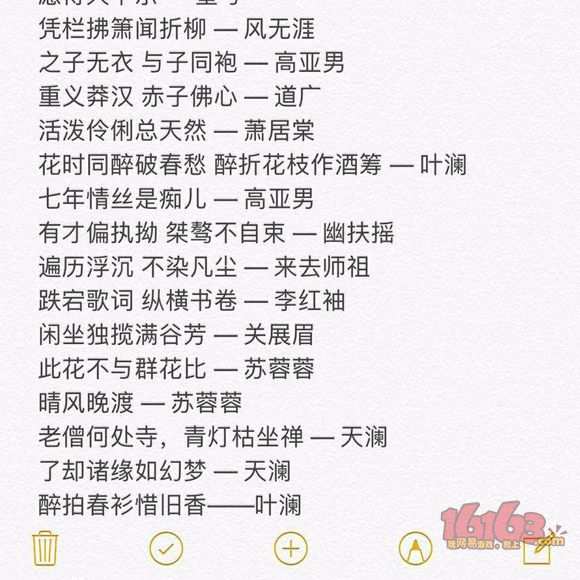 凭栏拂箫闻折柳 — 风无涯
之子无衣 与子同袍 — 高亚男
重义莽汉 赤子佛心 — 道广
活泼伶俐总天然 — 萧居棠
花时同醉破春愁 醉折花枝作酒筹 — 叶澜
七年情丝是痴儿 — 高亚男
有才偏执拗 桀骜不自束 — 幽扶摇
遍历浮沉 不染凡尘 — 来去师祖
跌宕歌词 纵横书卷 — 李红袖
闲坐独揽满谷芳 — 关展眉
此花不与群花比 — 苏蓉蓉
晴风晚渡 — 苏蓉蓉
老僧何处寺，青灯枯坐禅 — 天澜
了却诸缘如幻梦 — 天澜
醉拍春衫惜旧香——叶澜
16163
玩网易游戏，就上 .com